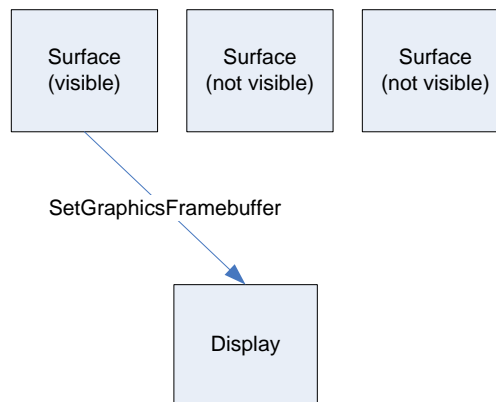 Surface
(visible)
Surface
(not visible)
Surface
(not visible)
SetGraphicsFramebuffer
Display